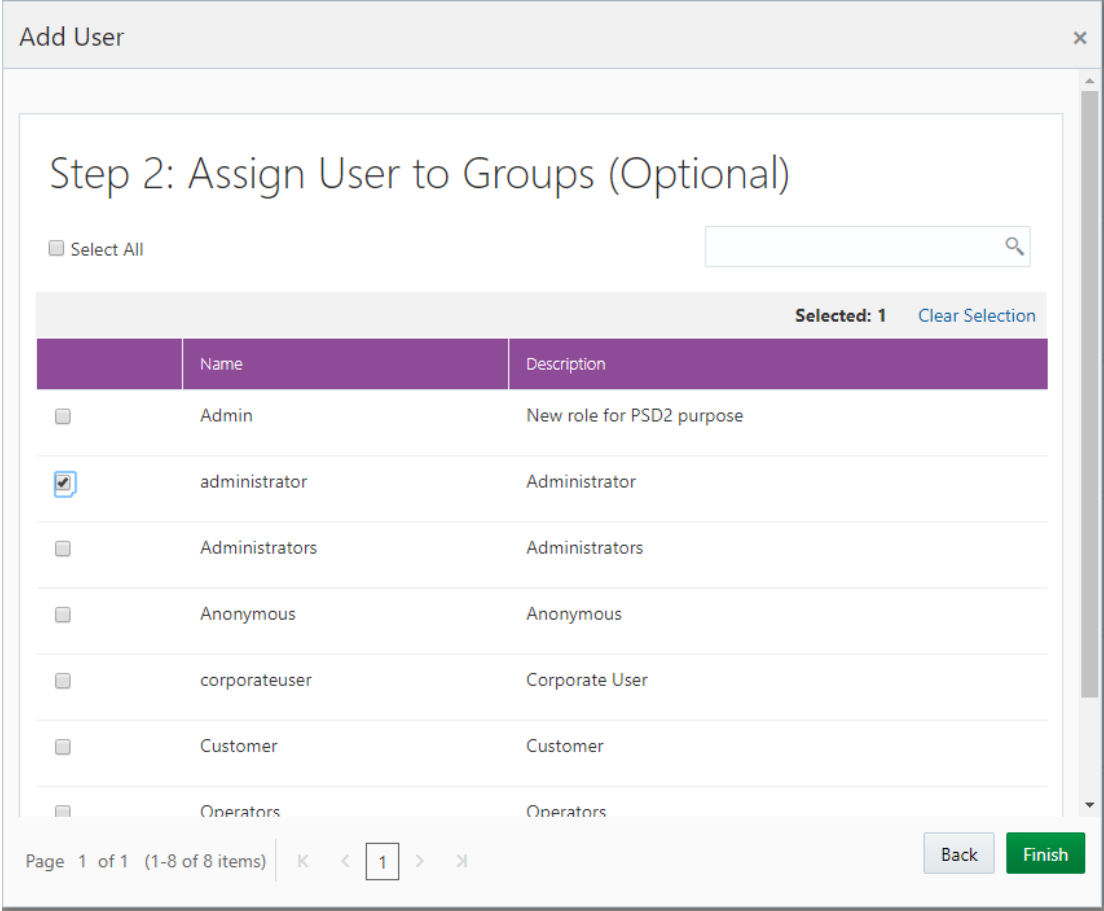 Add User ×
Step 2: Assign User to Groups (Optional)
Select All
Selected: 1 Clear Selection
Name Description
Admin New role for PSD2 purpose
administrator Administrator
Administrators Administrators
Anonymous Anonymous
corporateuser Corporate User
Customer Customer
Operators Operators
Page 1 of 1 (1-8 of 8 items) 1 Back Finish